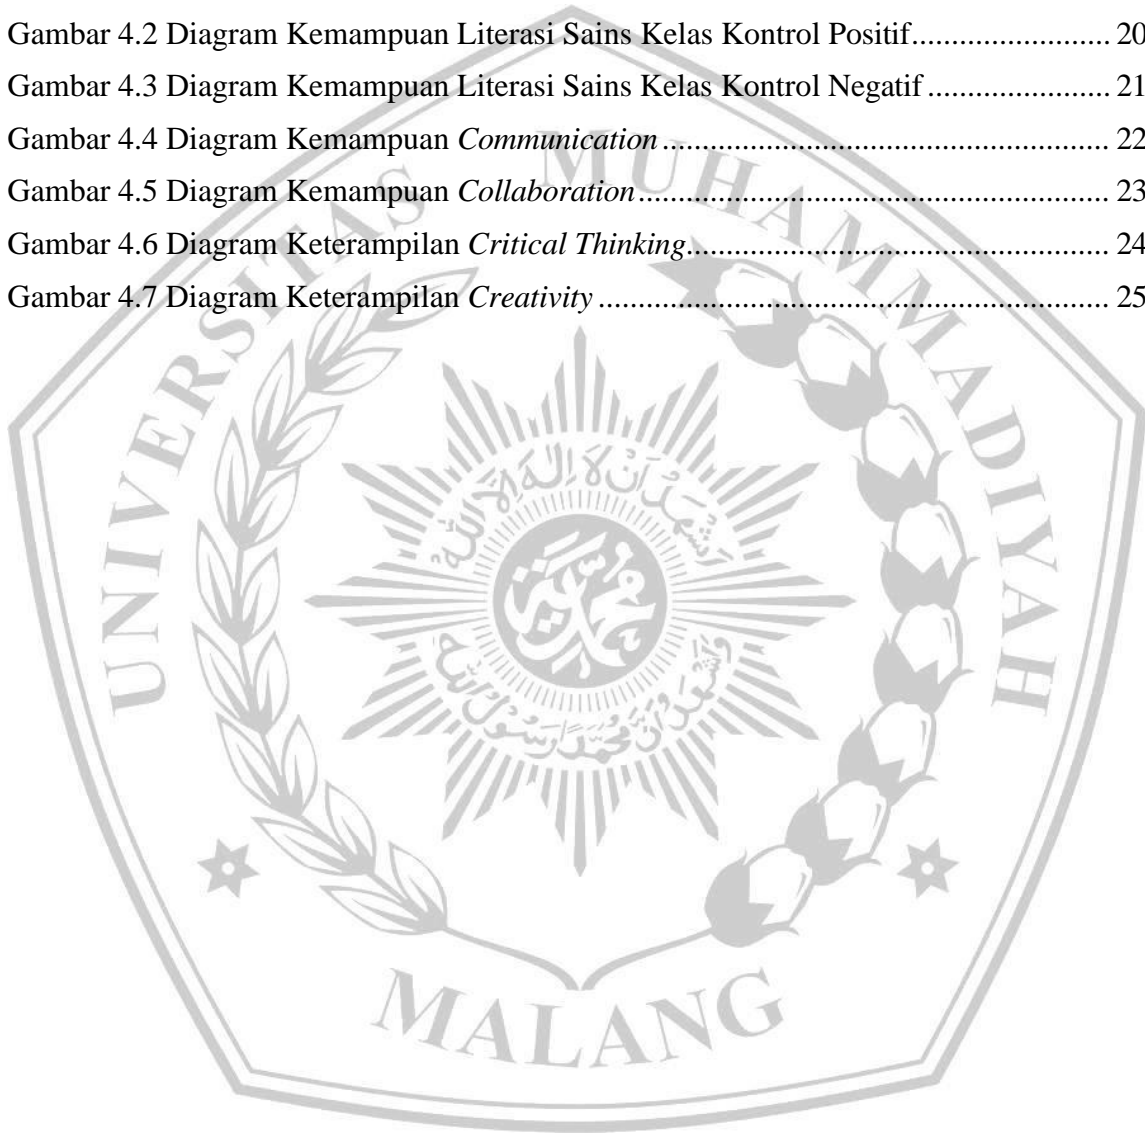 Gambar 4.2 Diagram Kemampuan Literasi Sains Kelas Kontrol Positif......................... 20
Gambar 4.3 Diagram Kemampuan Literasi Sains Kelas Kontrol Negatif....................... 21
Gambar 4.4 Diagram Kemampuan Communication......................................................... 22
Gambar 4.5 Diagram Kemampuan Collaboration............................................................ 23
Gambar 4.6 Diagram Keterampilan Critical Thinking...................................................... 24
Gambar 4.7 Diagram Keterampilan Creativity................................................................. 25
UNIVERSITAS MUHAMMADIYAH
MALANG